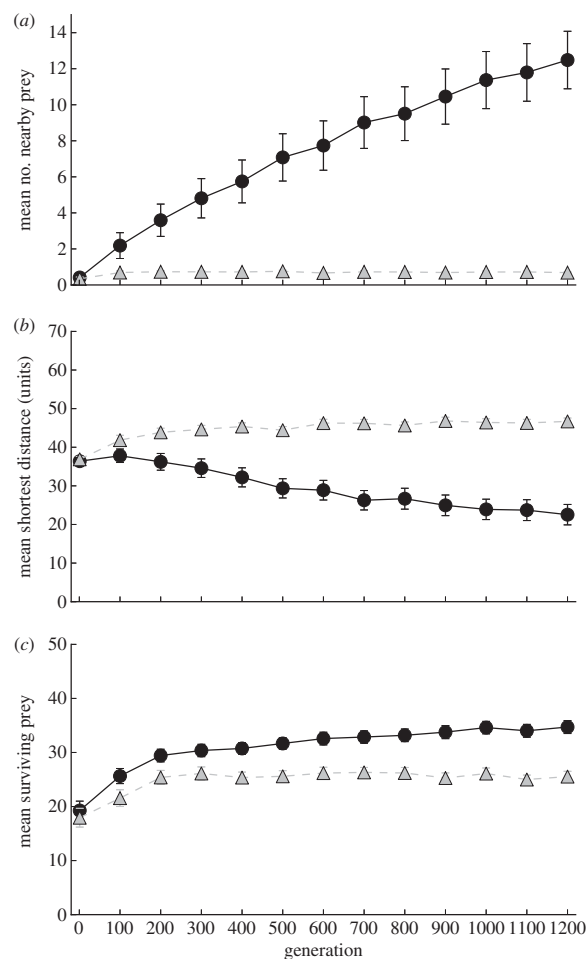 (a)
14
12
10
8
6
4
2
0
mean no. nearby prey
(b)
70
60
50
40
30
20
10
0
mean shortest distance (units)
(c)
50
40
30
20
10
0
mean surviving prey
0 100 200 300 400 500 600 700 800 900 1000 1100 1200
generation